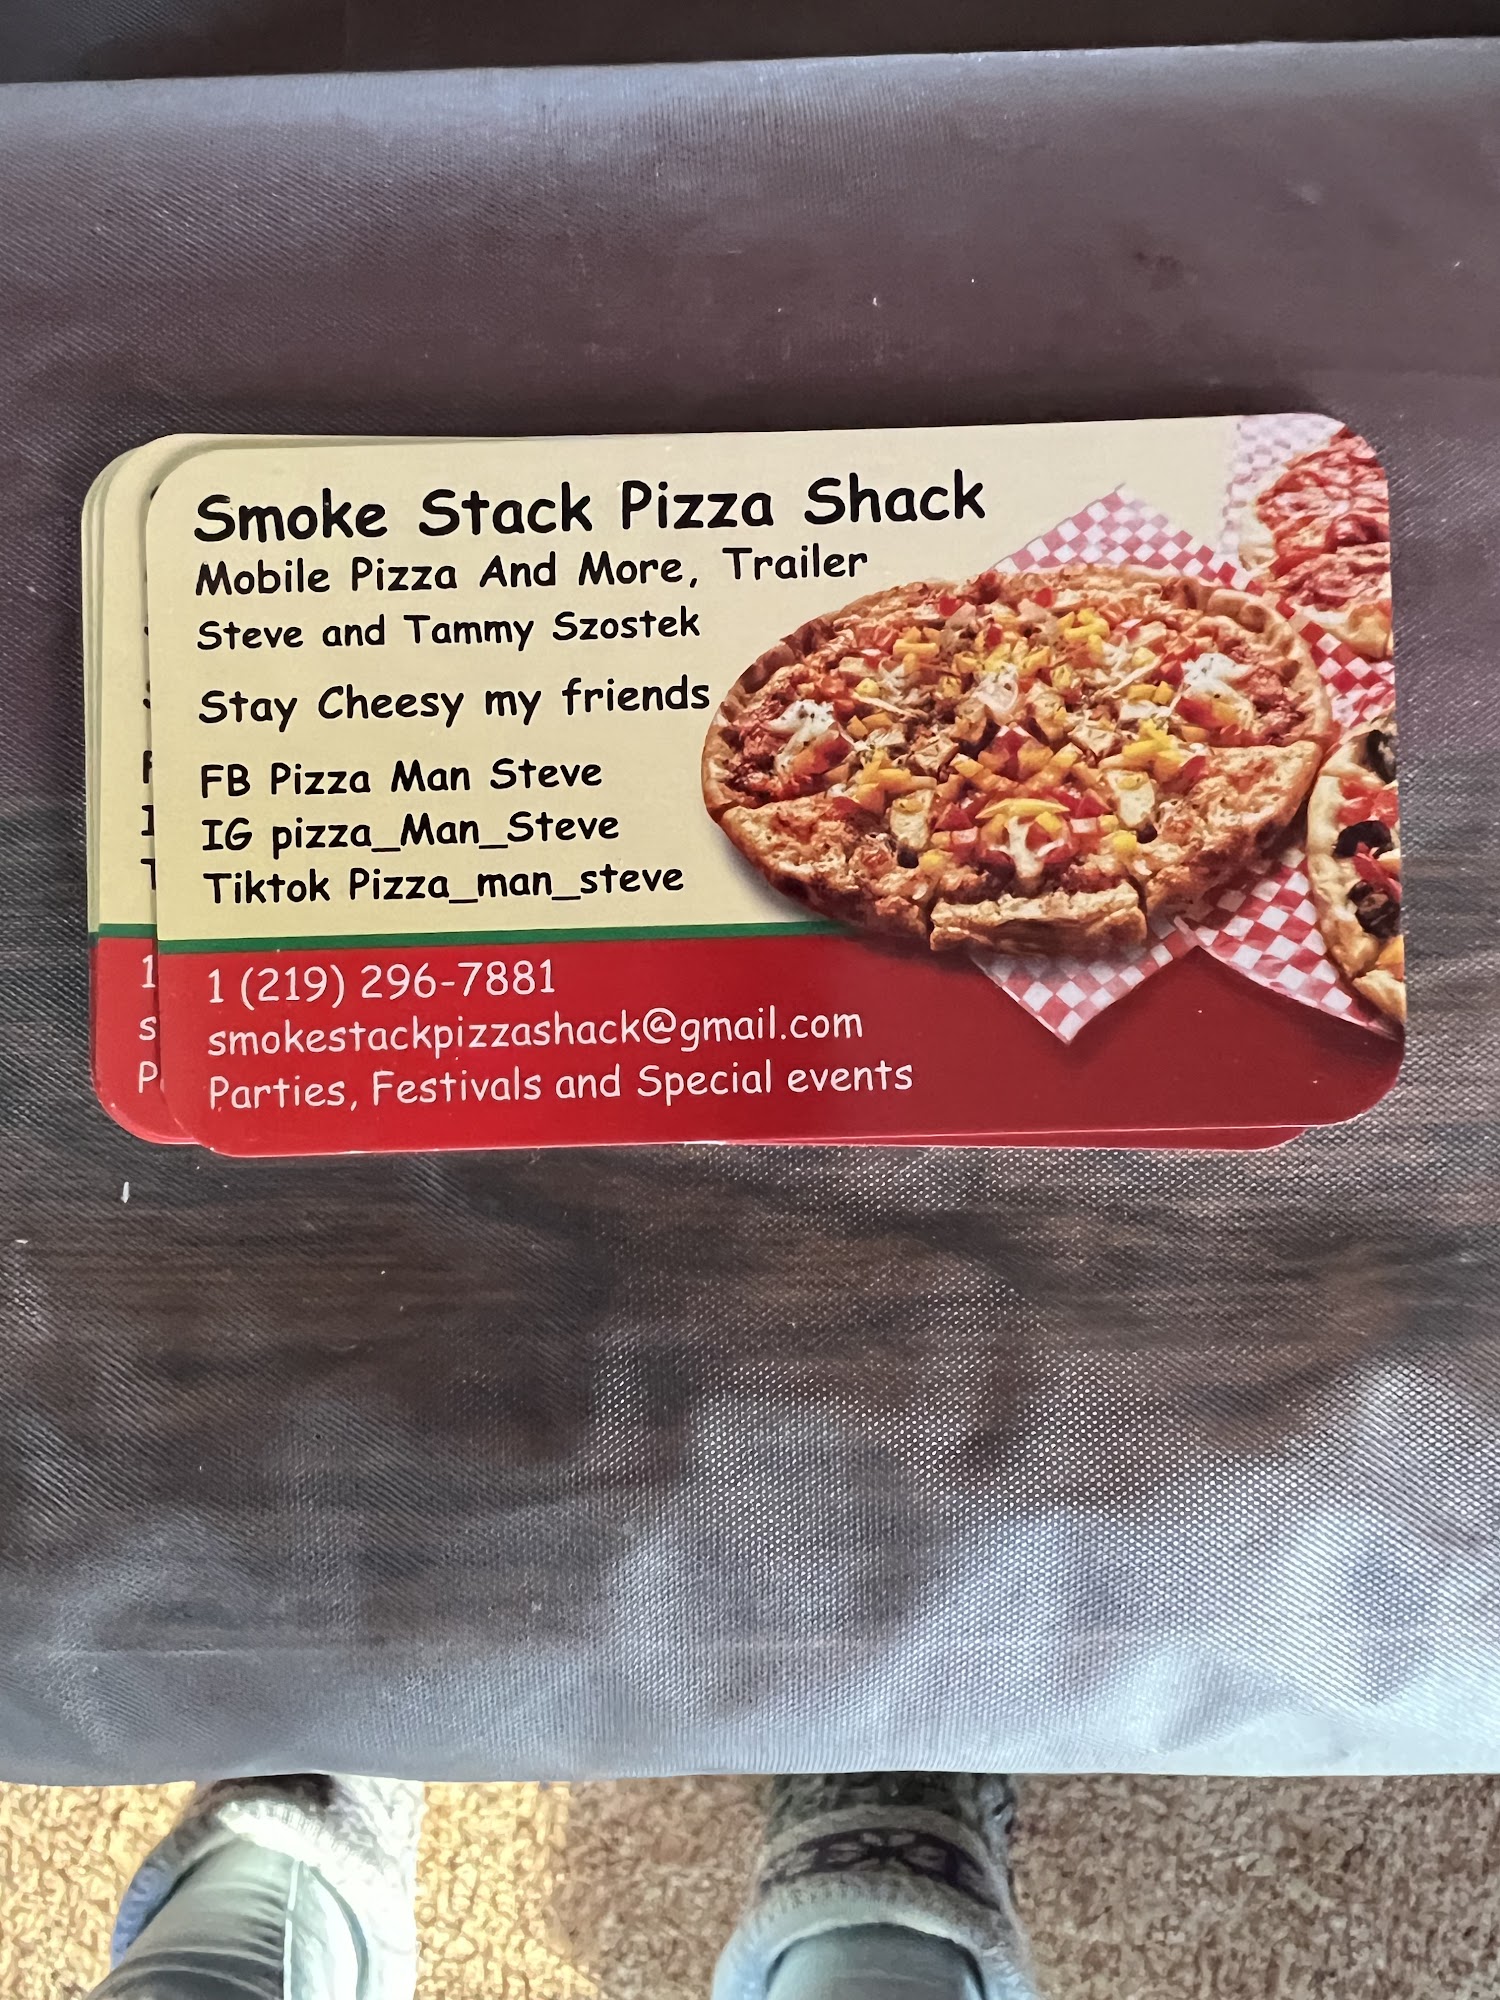 Smoke Stack Pizza Shack
Mobile Pizza And More, Trailer
Steve and Tammy Szostek
Stay Cheesy my friends
FB Pizza Man Steve
IG pizza_Man_Steve
Tiktok Pizza_man_steve
1 (219) 296-7881
smokestackpizzashack@gmail.com
Parties, Festivals and Special events